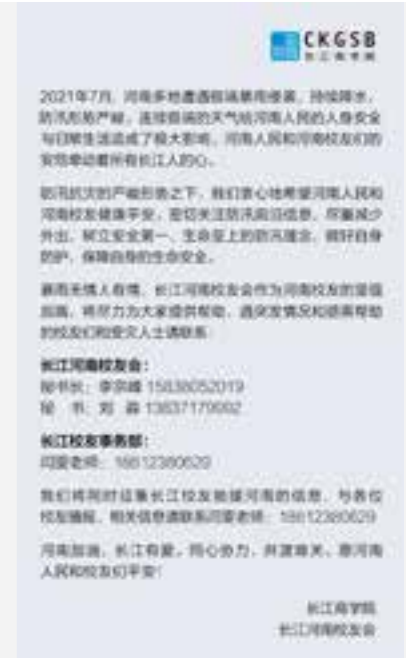 CKGSB
长江商学院
2021年7月，河南多地遭遇极端暴雨侵袭，持续降水，
防汛形势严峻，连续极端的天气给河南人民的人身安全
与日常生活造成了极大影响，河南人民和河南校友们的
安危牵动着所有长江人的心。
防汛抗灾的严峻形势之下，我们衷心地希望河南人民和
河南校友健康平安，密切关注防汛前沿信息，尽量减少
外出，树立安全第一、生命至上的防汛理念，做好自身
防护，保障自身的生命安全。
暴雨无情人有情，长江河南校友会作为河南校友的坚强
后盾，将尽力为大家提供帮助，遇突发情况和亟需帮助
的校友们和受灾人士请联系：
长江河南校友会：
秘书长：李宗峰 15838052019
秘 书：刘 淼 13837179992
长江校友事务部：
闫雯老师：18612380629
我们将同时征集长江校友驰援河南的信息，与各位
校友播报，相关信息请联系闫雯老师：18612380629
河南加油，长江有爱，同心协力，共渡难关，愿河南
人民和校友们平安！
长江商学院
长江河南校友会